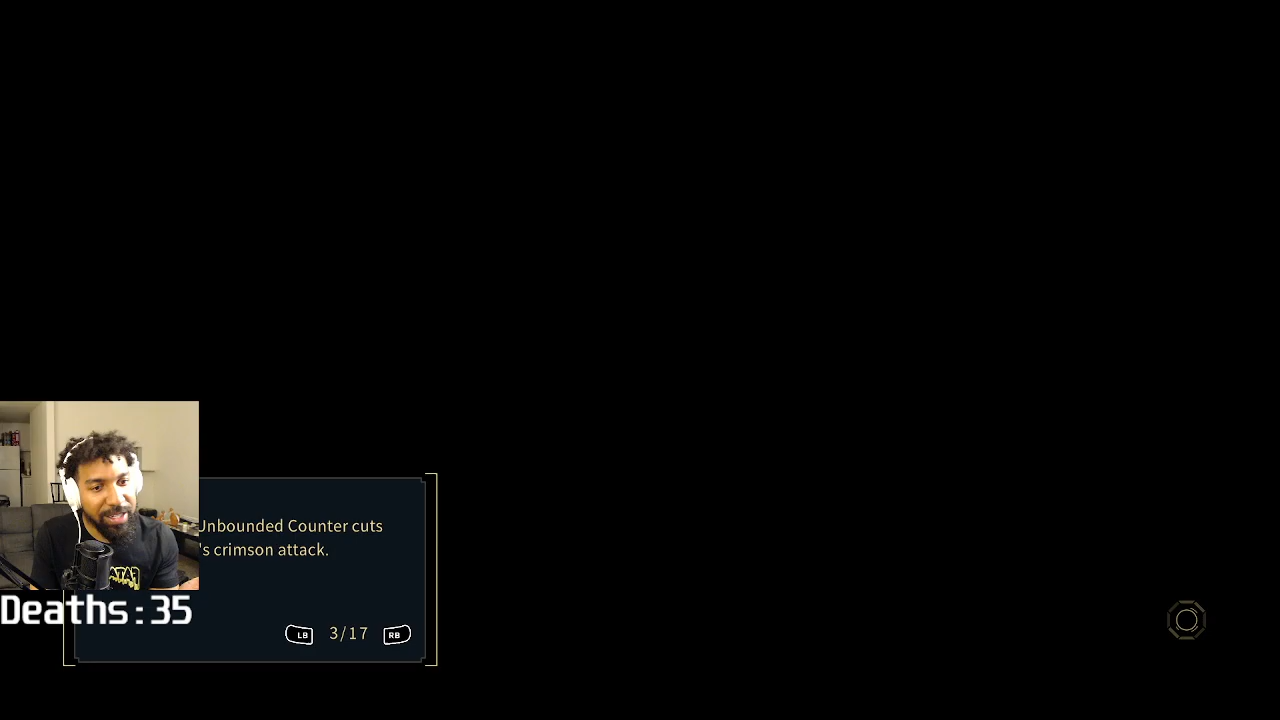 Unbounded Counter cuts
's crimson attack.
LB 3/17 RB
Deaths:35